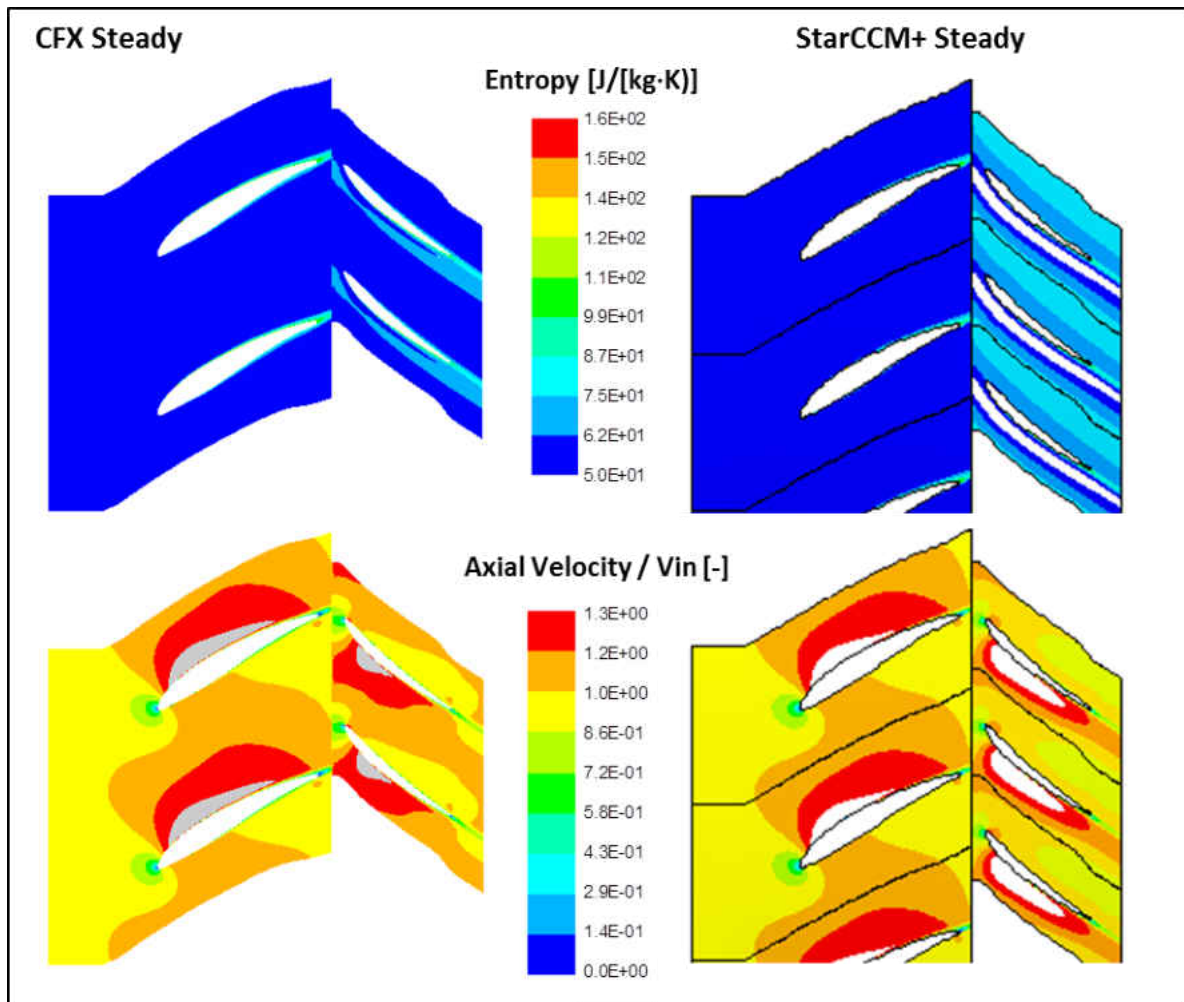 CFX Steady
StarCCM+ Steady
Entropy [J/[kg·K)]
1.6E+02
1.5E+02
1.4E+02
1.2E+02
1.1E+02
9.9E+01
8.7E+01
7.5E+01
6.2E+01
5.0E+01
Axial Velocity / Vin [-]
1.3E+00
1.2E+00
1.0E+00
8.6E-01
7.2E-01
5.8E-01
4.3E-01
2.9E-01
1.4E-01
0.0E+00